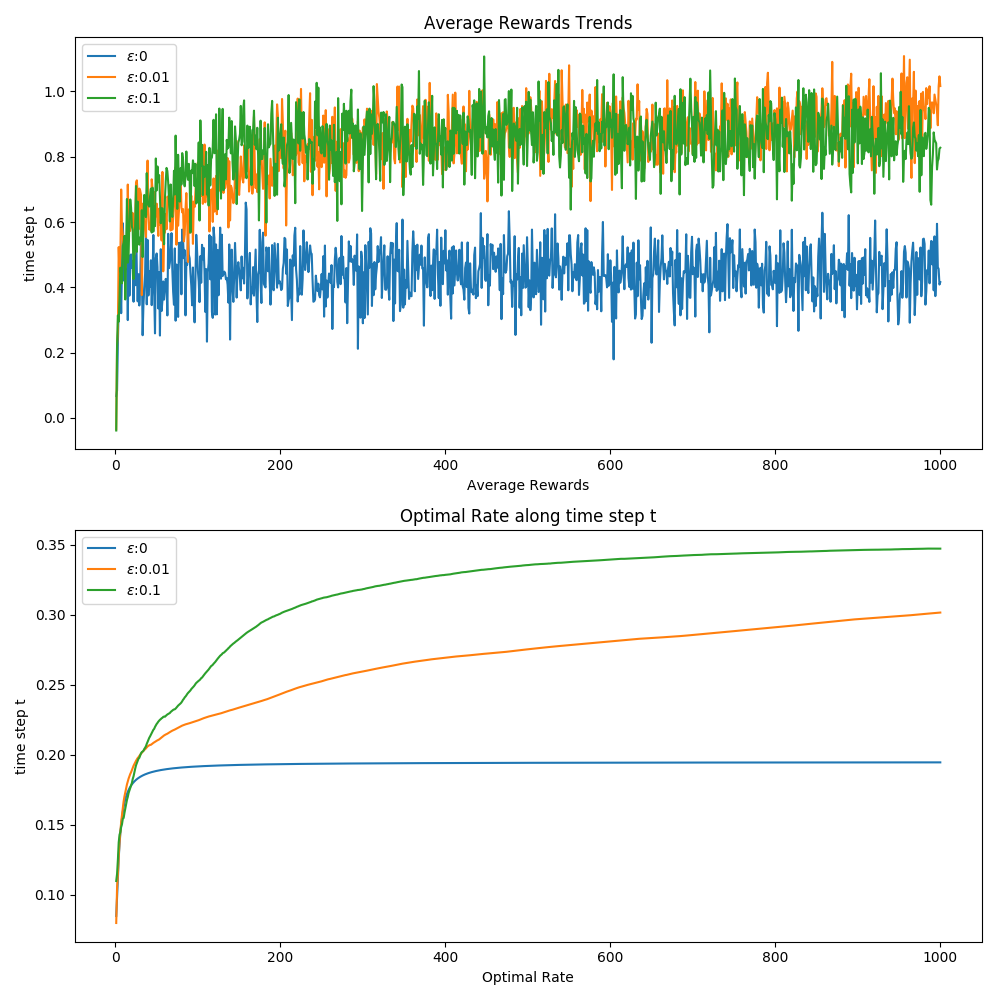 Average Rewards Trends
ε:0
ε:0.01
ε:0.1
time step t
1.0
0.8
0.6
0.4
0.2
0.0
0 200 400 600 800 1000
Average Rewards
Optimal Rate along time step t
ε:0
ε:0.01
ε:0.1
time step t
0.35
0.30
0.25
0.20
0.15
0.10
0 200 400 600 800 1000
Optimal Rate